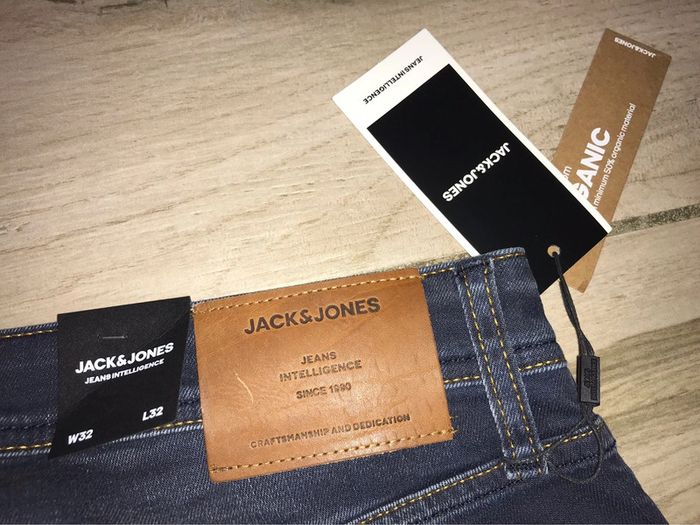 JEANS INTELLIGENCE
JACK&JONES
JACK&JONES
GANIC
minimum 50% organic material
JACK&JONES
JEANS INTELLIGENCE
W32
L32
JACK&JONES
JEANS
INTELLIGENCE
SINCE 1990
CRAFTSMANSHIP AND DEDICATION